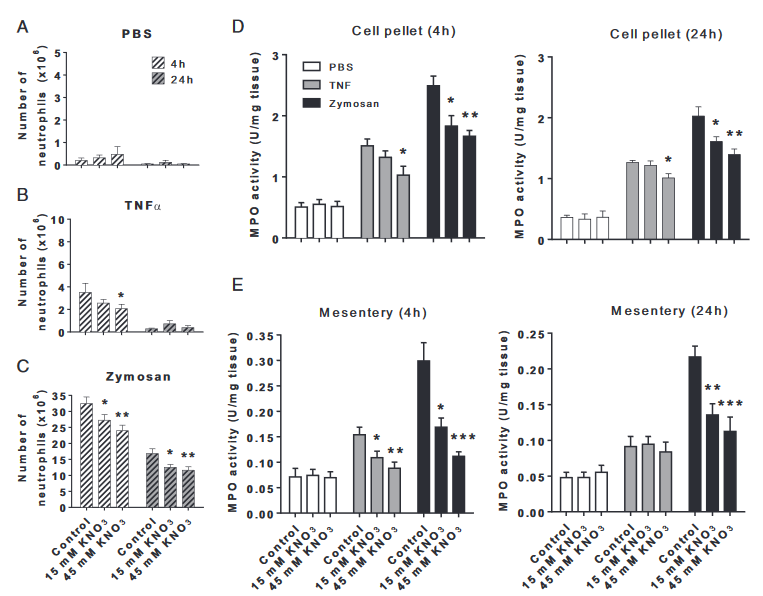 A
PBS
Number of
neutrophils (x10⁶)
5
4
3
2
1
0
4h
24h
B
TNFα
Number of
neutrophils (x10⁶)
10
8
6
4
2
0
*
C
Zymosan
Number of
neutrophils (x10⁶)
35
30
25
20
15
10
5
0
* ** * **
Control
15 mM KNO₃
45 mM KNO₃
Control
15 mM KNO₃
45 mM KNO₃
D
Cell pellet (4h)
MPO activity (U/mg tissue)
3
2
1
0
PBS
TNF
Zymosan
* * **
Cell pellet (24h)
MPO activity (U/mg tissue)
3
2
1
0
* * **
E
Mesentery (4h)
MPO activity (U/mg tissue)
0.35
0.30
0.25
0.20
0.15
0.10
0.05
0.00
* ** * ***
Control
15 mM KNO₃
45 mM KNO₃
Control
15 mM KNO₃
45 mM KNO₃
Control
15 mM KNO₃
45 mM KNO₃
Mesentery (24h)
MPO activity (U/mg tissue)
0.25
0.20
0.15
0.10
0.05
0.00
** ***
Control
15 mM KNO₃
45 mM KNO₃
Control
15 mM KNO₃
45 mM KNO₃
Control
15 mM KNO₃
45 mM KNO₃